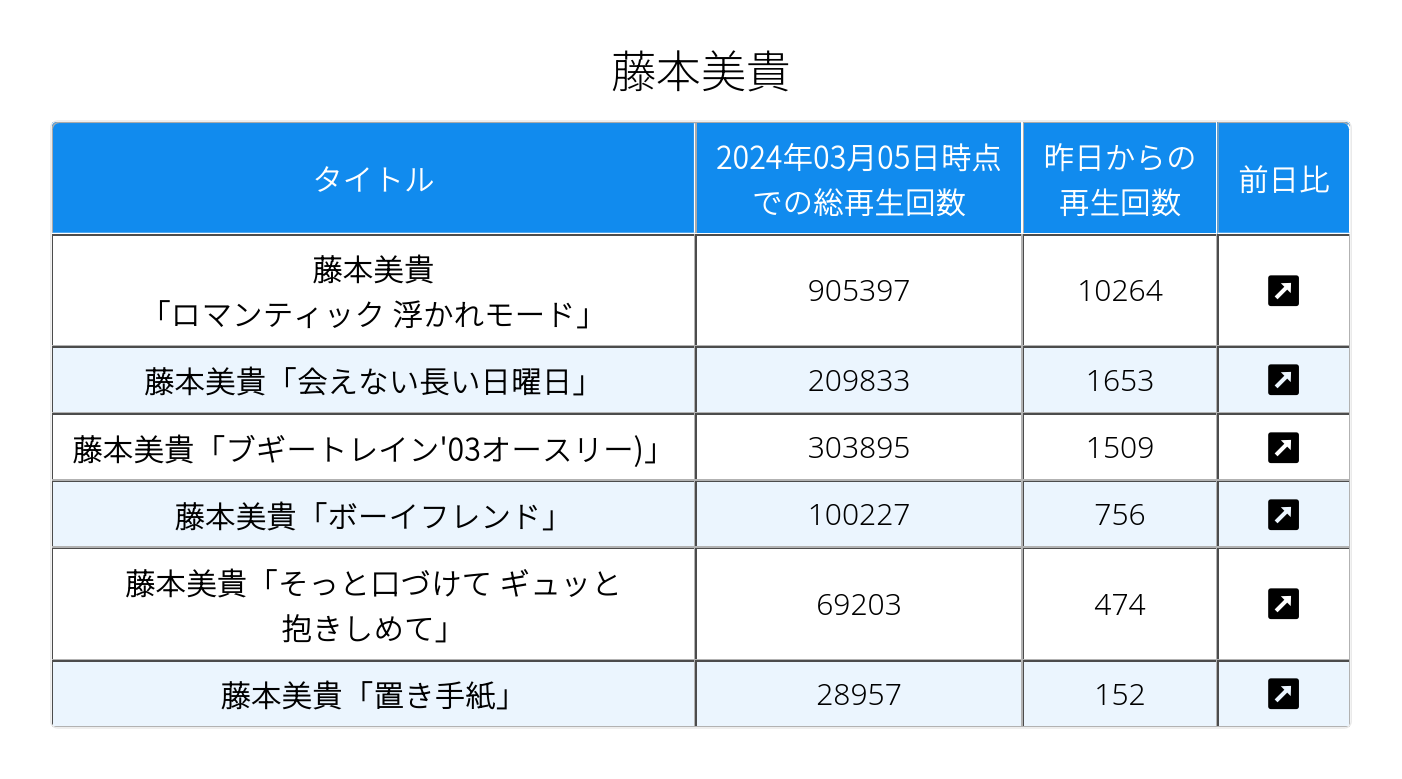 藤本美貴
タイトル
2024年03月05日時点
での総再生回数
昨日からの
再生回数
前日比
藤本美貴
「ロマンティック 浮かれモード」
905397
10264
藤本美貴「会えない長い日曜日」
209833
1653
藤本美貴「ブギートレイン'03オースリー)」
303895
1509
藤本美貴「ボーイフレンド」
100227
756
藤本美貴「そっと口づけて ギュッと
抱きしめて」
69203
474
藤本美貴「置き手紙」
28957
152